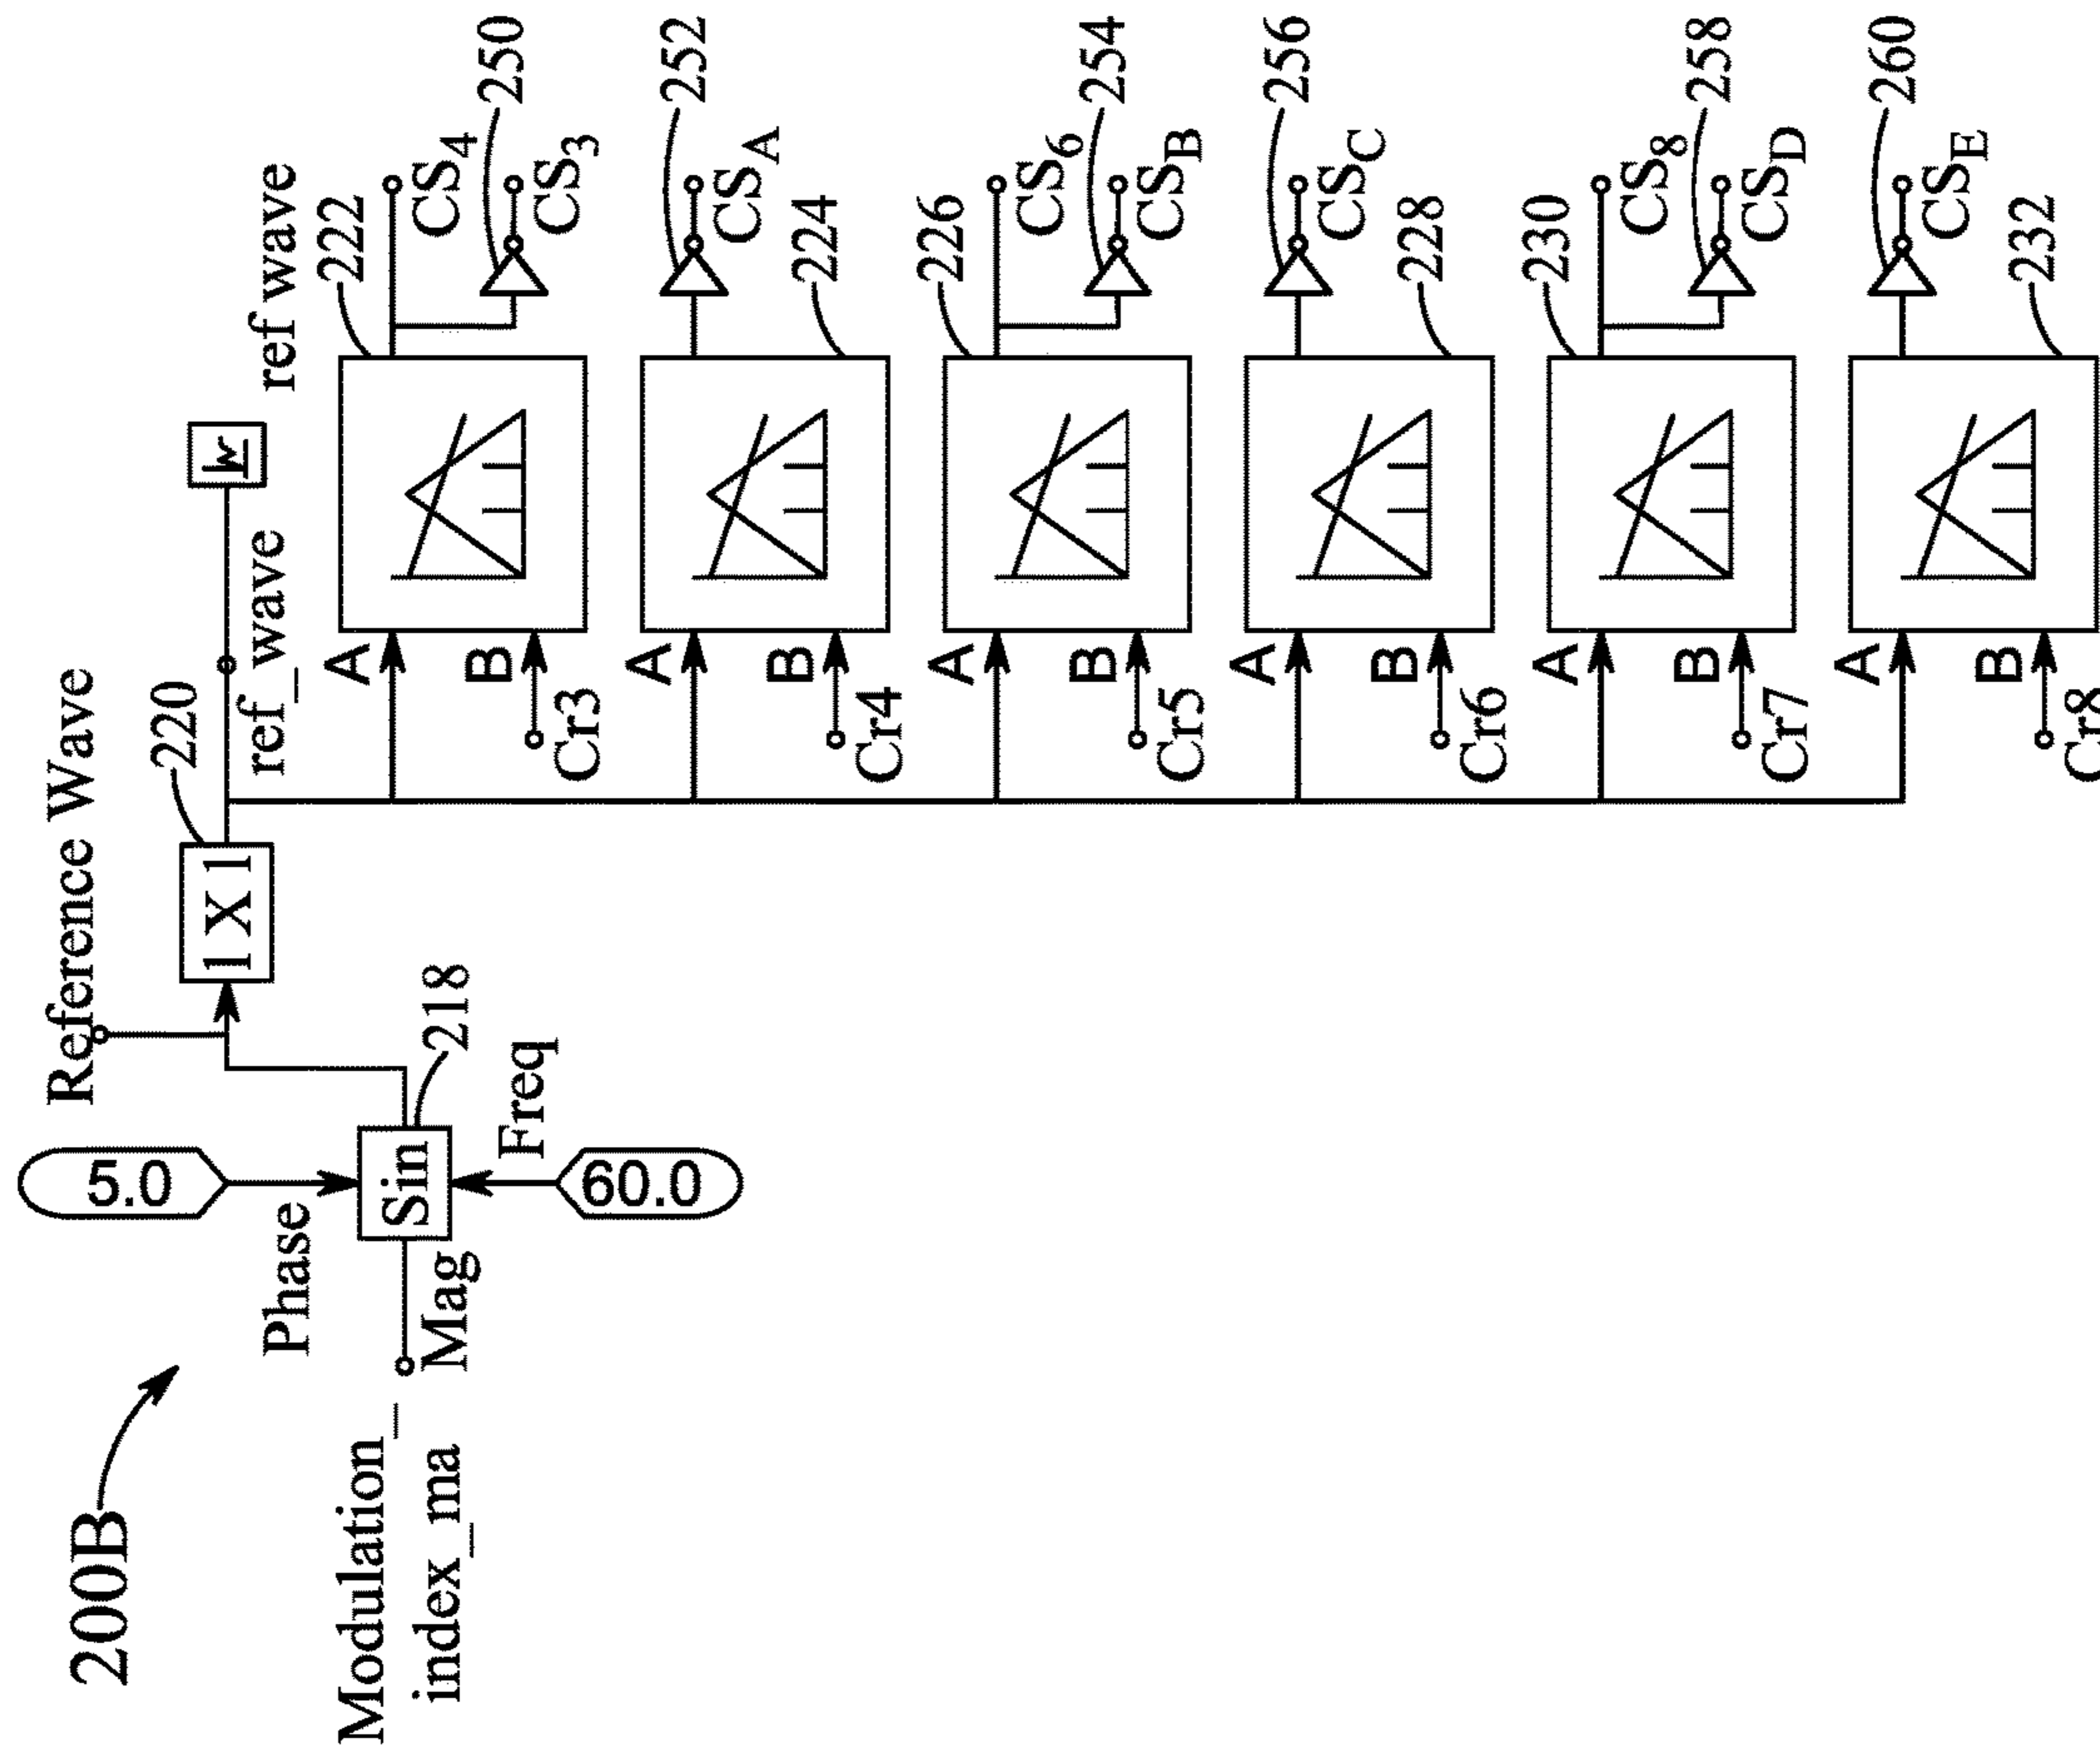 200B
Modulation_
index_ma
Mag
Phase
5.0
Sin
Freq
60.0
218
Reference Wave
1 X 1
220
ref_wave
ref wave
A
B
Cr3
222
CS4
CS3
250
A
B
Cr4
224
CSA
252
A
B
Cr5
226
CS6
CSB
254
A
B
Cr6
228
CSC
256
A
B
Cr7
230
CS8
CSD
258
A
B
Cr8
232
CSE
260